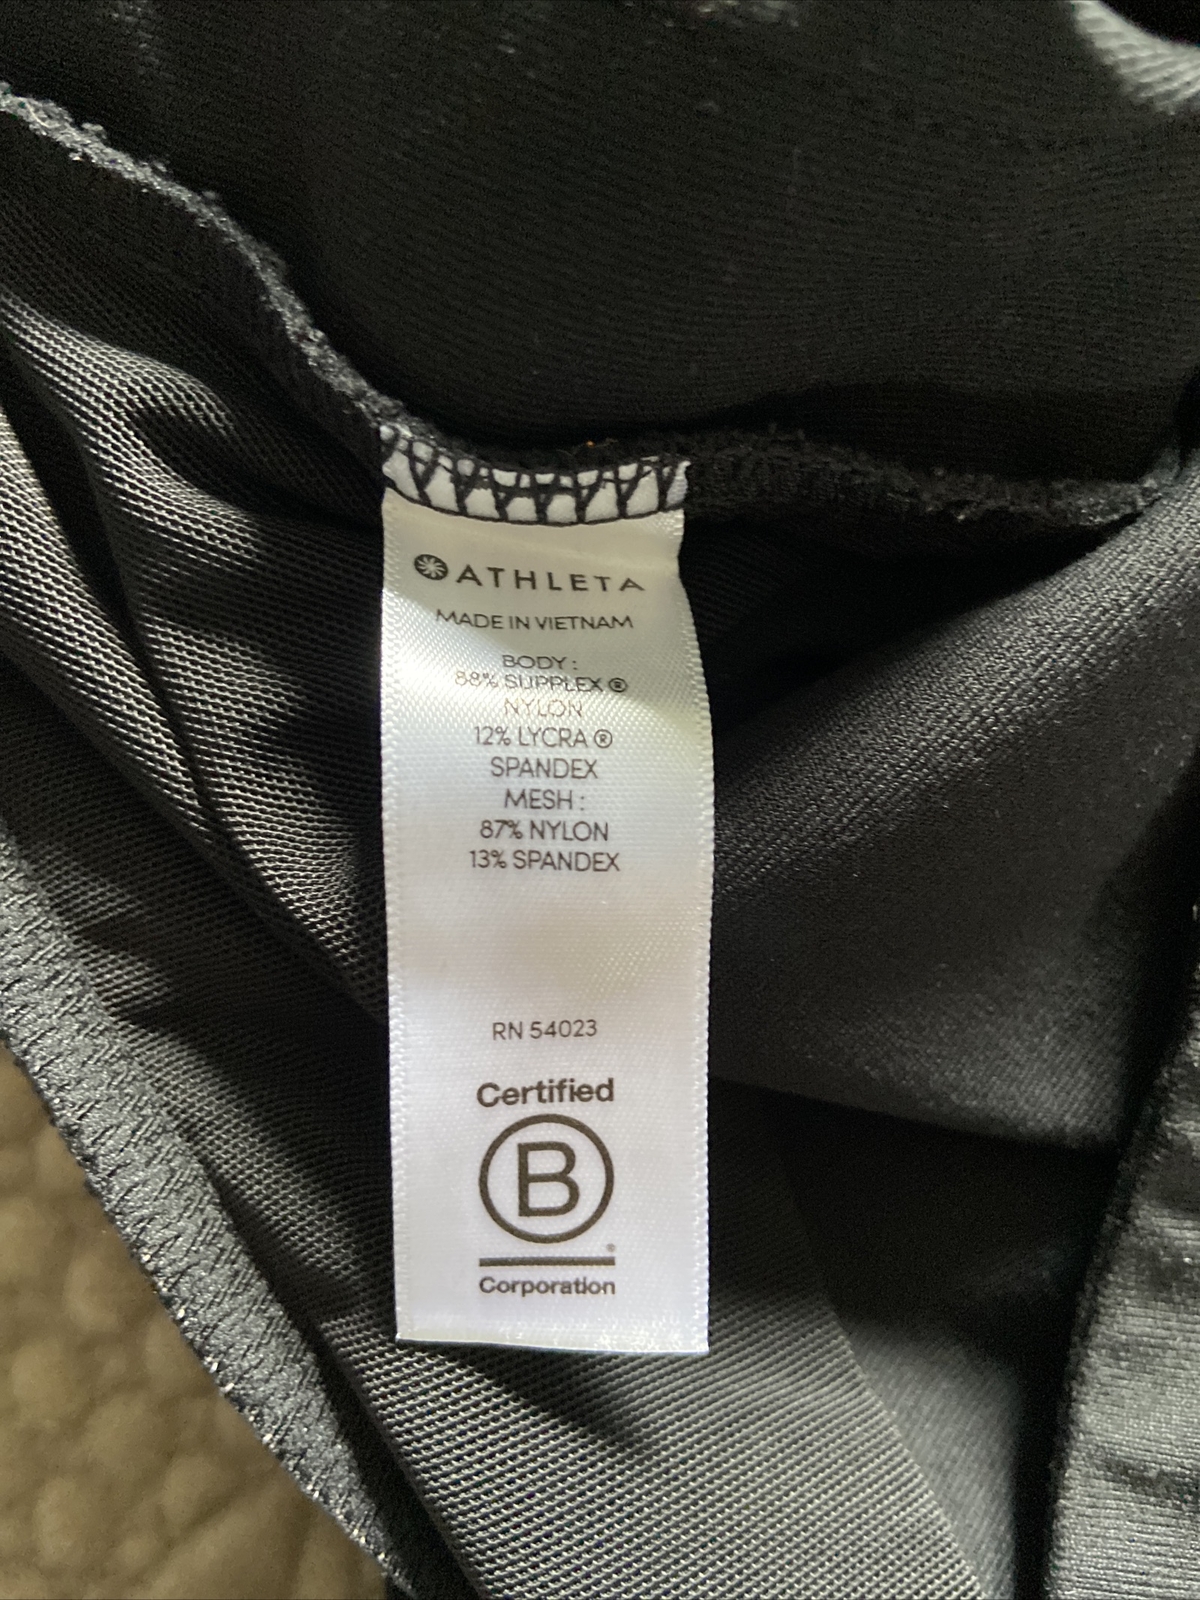 ATHLETA
MADE IN VIETNAM
BODY :
88% SUPPLEX ®
NYLON
12% LYCRA ®
SPANDEX
MESH :
87% NYLON
13% SPANDEX
RN 54023
Certified
B
®
Corporation